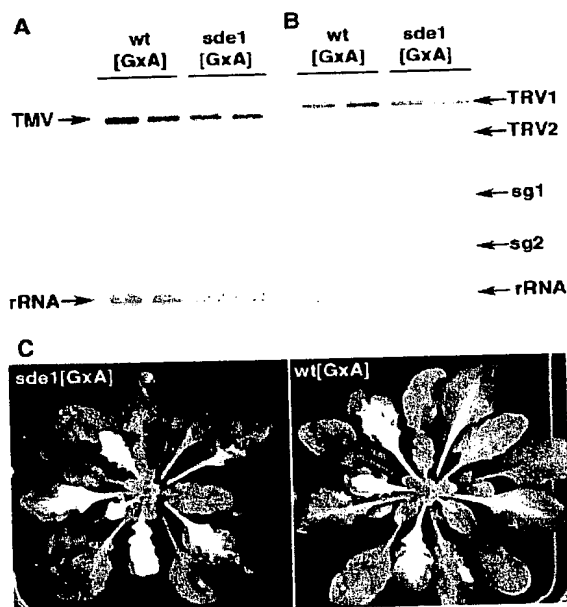 A
wt
[GxA]
sde1
[GxA]
TMV
rRNA
B
wt
[GxA]
sde1
[GxA]
TRV1
TRV2
sg1
sg2
rRNA
C
sde1[GxA]
wt[GxA]